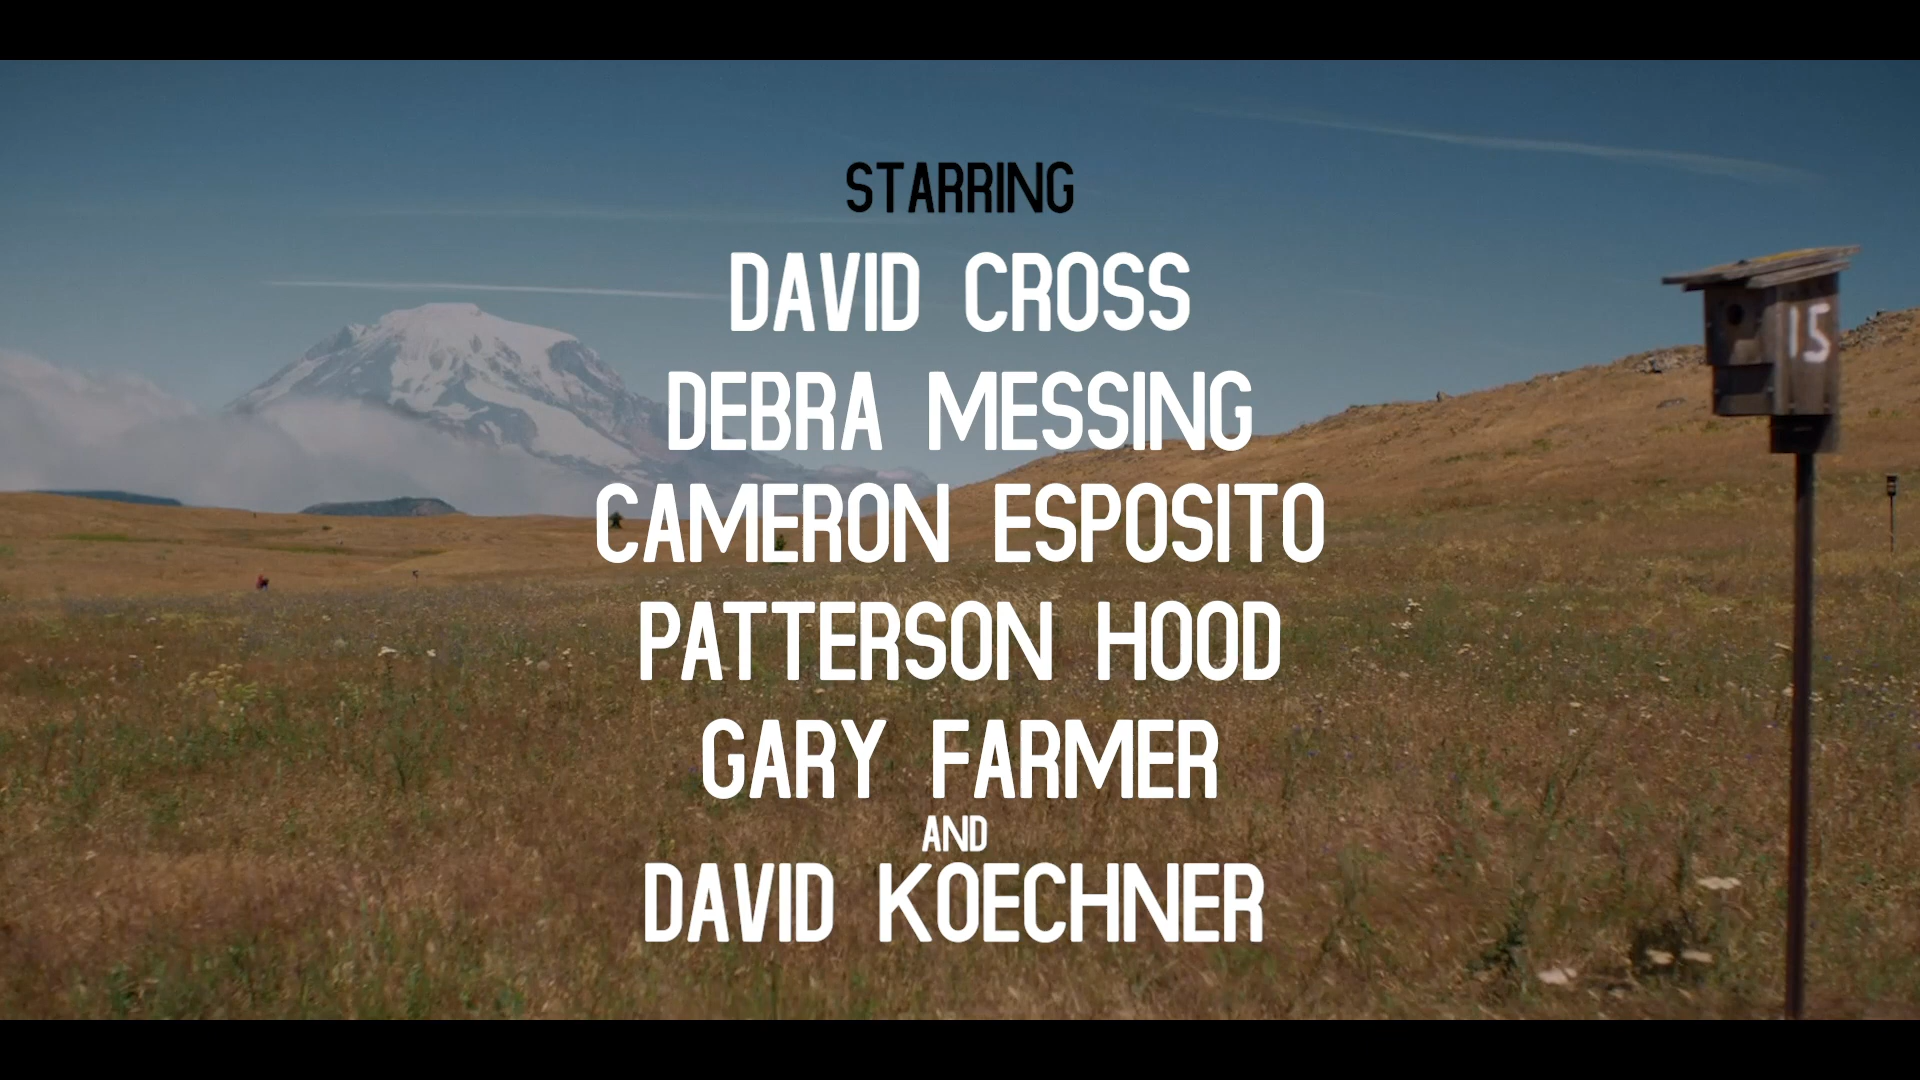 STARRING
DAVID CROSS
15
DEBRA MESSING
CAMERON ESPOSITO
PATTERSON HOOD
GARY FARMER
AND
DAVID KOECHNER